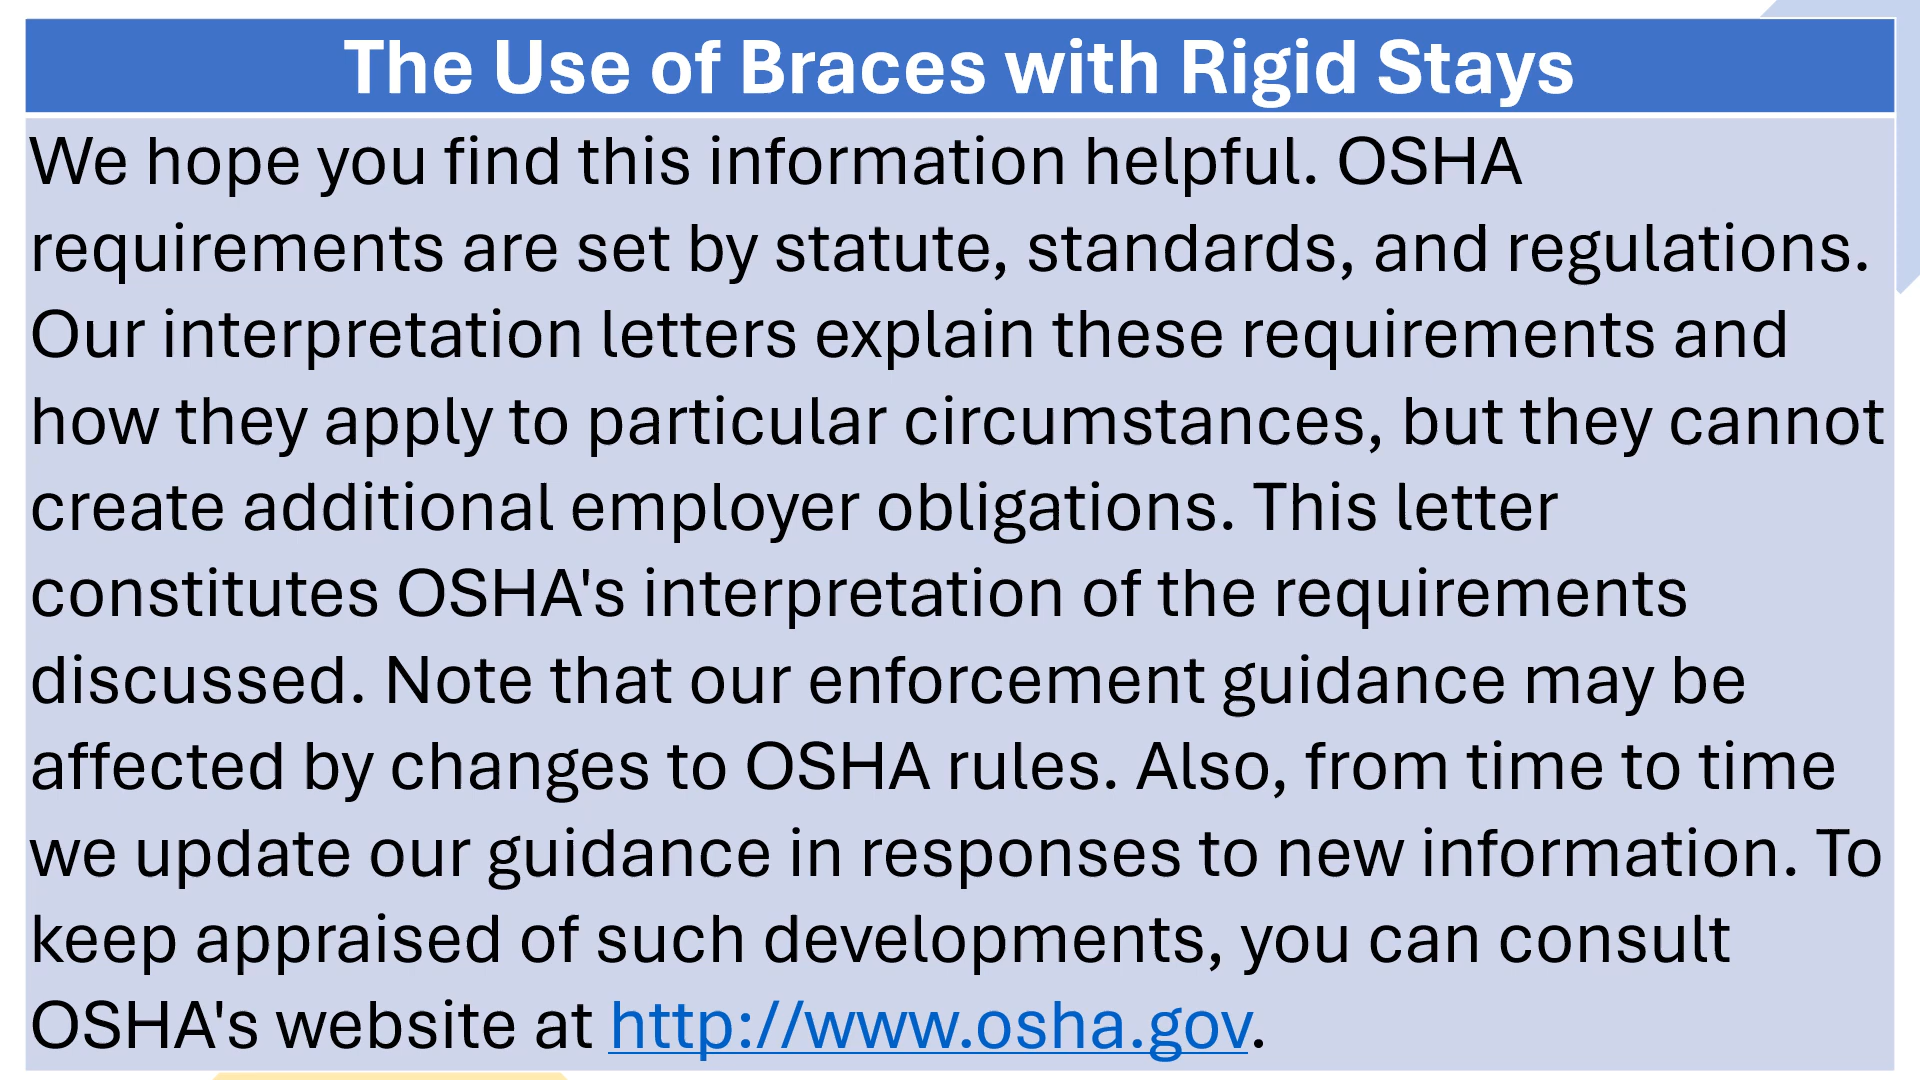 The Use of Braces with Rigid Stays
We hope you find this information helpful. OSHA
requirements are set by statute, standards, and regulations.
Our interpretation letters explain these requirements and
how they apply to particular circumstances, but they cannot
create additional employer obligations. This letter
constitutes OSHA's interpretation of the requirements
discussed. Note that our enforcement guidance may be
affected by changes to OSHA rules. Also, from time to time
we update our guidance in responses to new information. To
keep appraised of such developments, you can consult
OSHA's website at http://www.osha.gov.